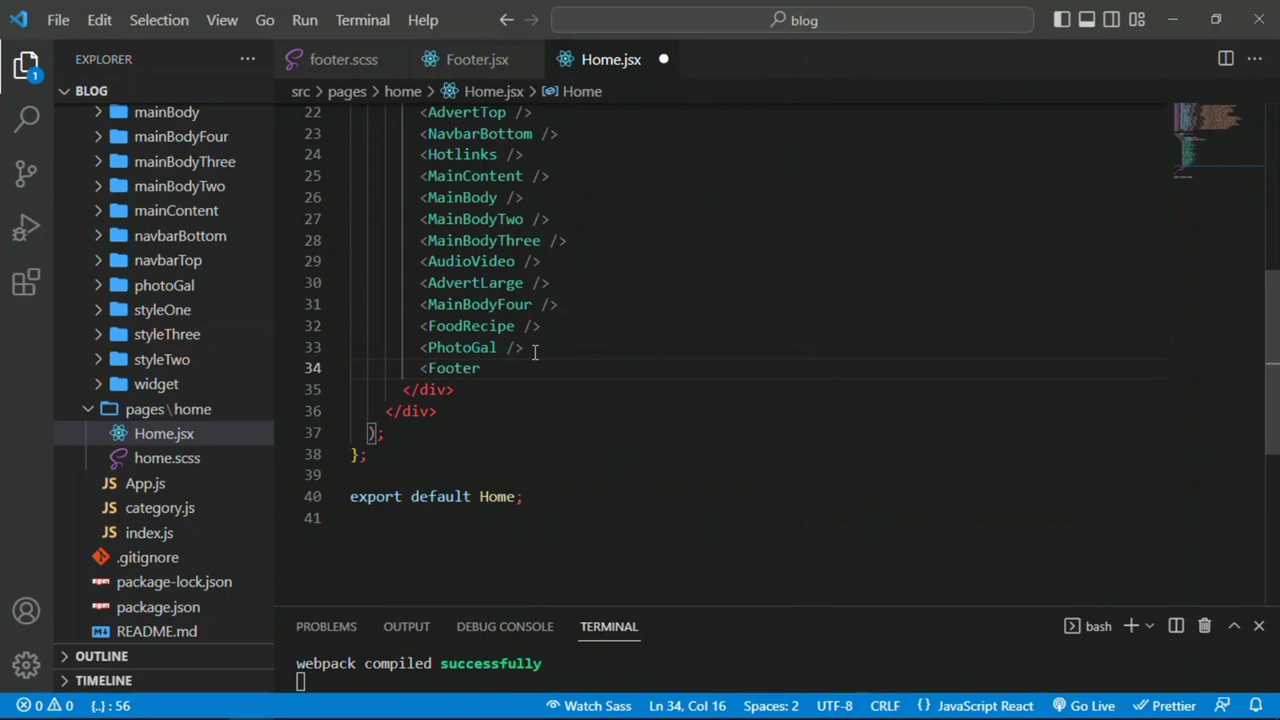 File Edit Selection View Go Run Terminal Help
blog
EXPLORER
footer.scss
Footer.jsx
Home.jsx
1
BLOG
src > pages > home > Home.jsx > Home
mainBody
mainBodyFour
mainBodyThree
mainBodyTwo
mainContent
navbarBottom
navbarTop
photoGal
styleOne
styleThree
styleTwo
widget
pages\home
Home.jsx
home.scss
JS App.js
JS category.js
JS index.js
.gitignore
package-lock.json
package.json
README.md
OUTLINE
TIMELINE
22 <AdvertTop />
23 <NavbarBottom />
24 <Hotlinks />
25 <MainContent />
26 <MainBody />
27 <MainBodyTwo />
28 <MainBodyThree />
29 <AudioVideo />
30 <AdvertLarge />
31 <MainBodyFour />
32 <FoodRecipe />
33 <PhotoGal />
34 <Footer
35 </div>
36 </div>
37 );
38 };
39
40 export default Home;
41
PROBLEMS OUTPUT DEBUG CONSOLE TERMINAL
bash
webpack compiled successfully
0 0 {..} : 56
Watch Sass Ln 34, Col 16 Spaces: 2 UTF-8 CRLF { } JavaScript React Go Live Prettier